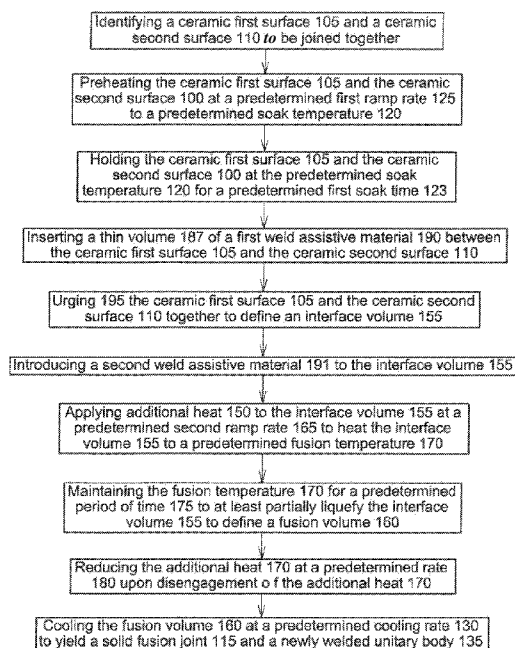 Identifying a ceramic first surface 105 and a ceramic
second surface 110 to be joined together
Preheating the ceramic first surface 105 and the ceramic
second surface 100 at a predetermined first ramp rate 125
to a predetermined soak temperature 120
Holding the ceramic first surface 105 and the ceramic
second surface 100 at the predetermined soak
temperature 120 for a predetermined first soak time 123
Inserting a thin volume 187 of a first weld assistive material 190 between
the ceramic first surface 105 and the ceramic second surface 110
Urging 195 the ceramic first surface 105 and the ceramic second
surface 110 together to define an interface volume 155
Introducing a second weld assistive material 191 to the interface volume 155
Applying additional heat 150 to the interface volume 155 at a
predetermined second ramp rate 165 to heat the interface
volume 155 to a predetermined fusion temperature 170
Maintaining the fusion temperature 170 for a predetermined
period of time 175 to at least partially liquefy the interface
volume 155 to define a fusion volume 160
Reducing the additional heat 170 at a predetermined rate
180 upon disengagement o f the additional heat 170
Cooling the fusion volume 160 at a predetermined cooling rate 130
to yield a solid fusion joint 115 and a newly welded unitary body 135